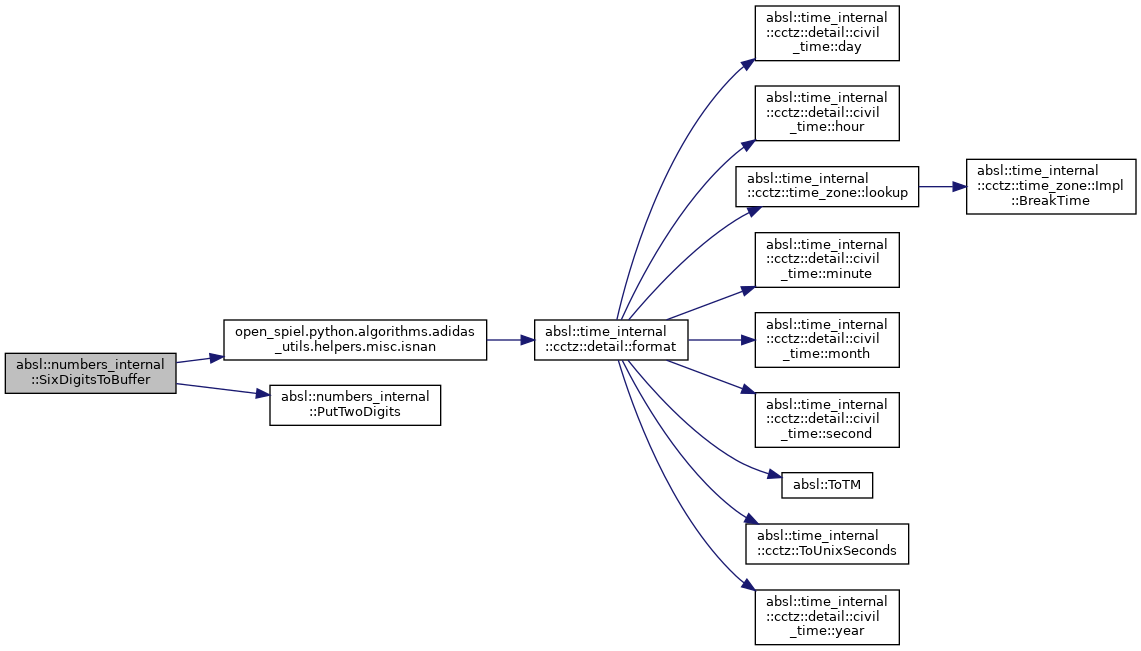 absl::numbers_internal
::SixDigitsToBuffer
open_spiel.python.algorithms.adidas
_utils.helpers.misc.isnan
absl::numbers_internal
::PutTwoDigits
absl::time_internal
::cctz::detail::format
absl::time_internal
::cctz::detail::civil
_time::day
absl::time_internal
::cctz::detail::civil
_time::hour
absl::time_internal
::cctz::time_zone::lookup
absl::time_internal
::cctz::time_zone::Impl
::BreakTime
absl::time_internal
::cctz::detail::civil
_time::minute
absl::time_internal
::cctz::detail::civil
_time::month
absl::time_internal
::cctz::detail::civil
_time::second
absl::ToTM
absl::time_internal
::cctz::ToUnixSeconds
absl::time_internal
::cctz::detail::civil
_time::year